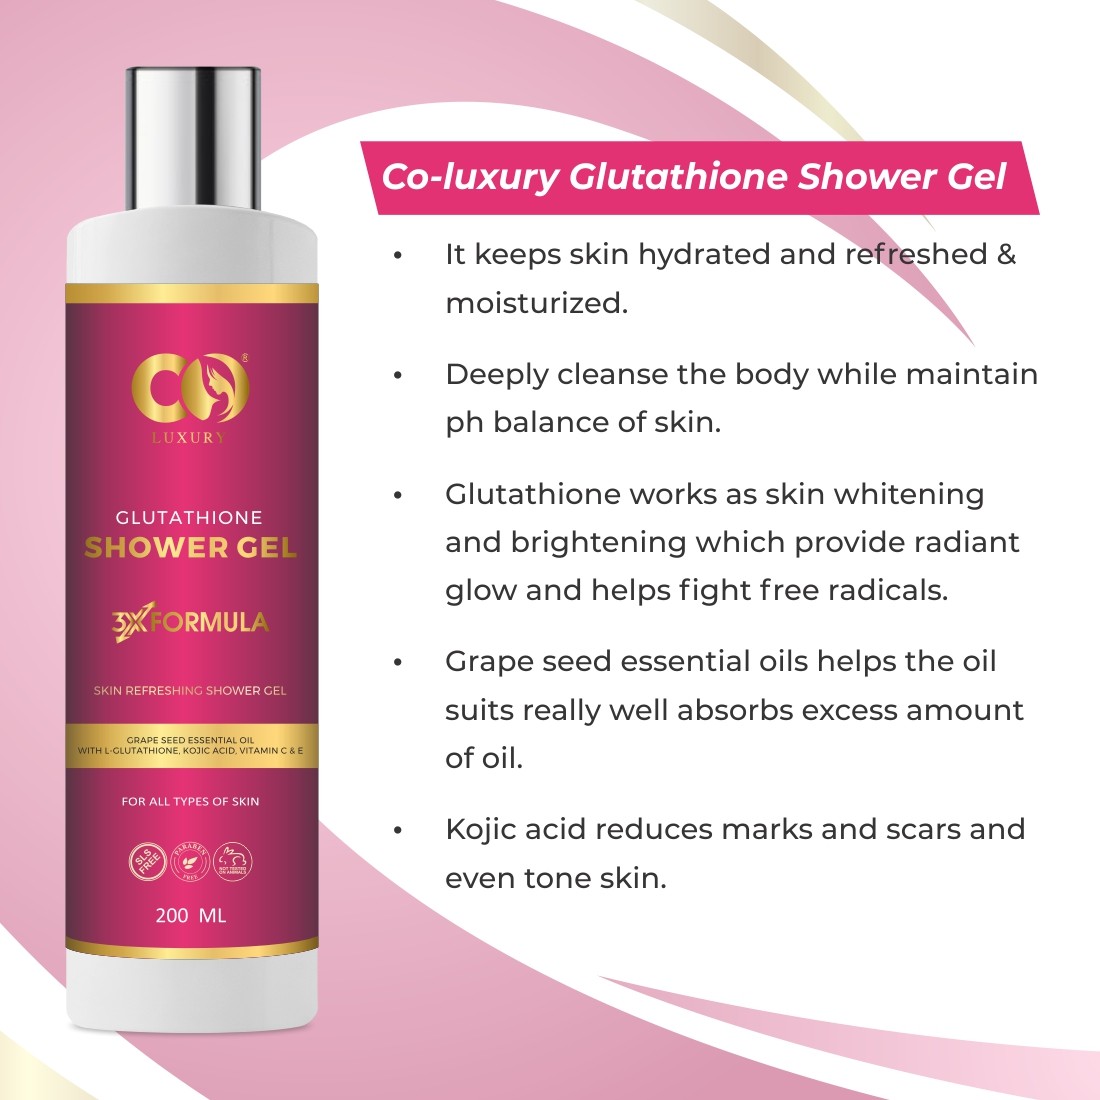 CO®
LUXURY
GLUTATHIONE
SHOWER GEL
3X FORMULA
SKIN REFRESHING SHOWER GEL
GRAPE SEED ESSENTIAL OIL
WITH L-GLUTATHIONE, KOJIC ACID, VITAMIN C & E
FOR ALL TYPES OF SKIN
SLS
FREE
PARABEN
FREE
NOT TESTED
ON ANIMALS
200 ML
Co-luxury Glutathione Shower Gel
• It keeps skin hydrated and refreshed &
moisturized.
• Deeply cleanse the body while maintain
ph balance of skin.
• Glutathione works as skin whitening
and brightening which provide radiant
glow and helps fight free radicals.
• Grape seed essential oils helps the oil
suits really well absorbs excess amount
of oil.
• Kojic acid reduces marks and scars and
even tone skin.